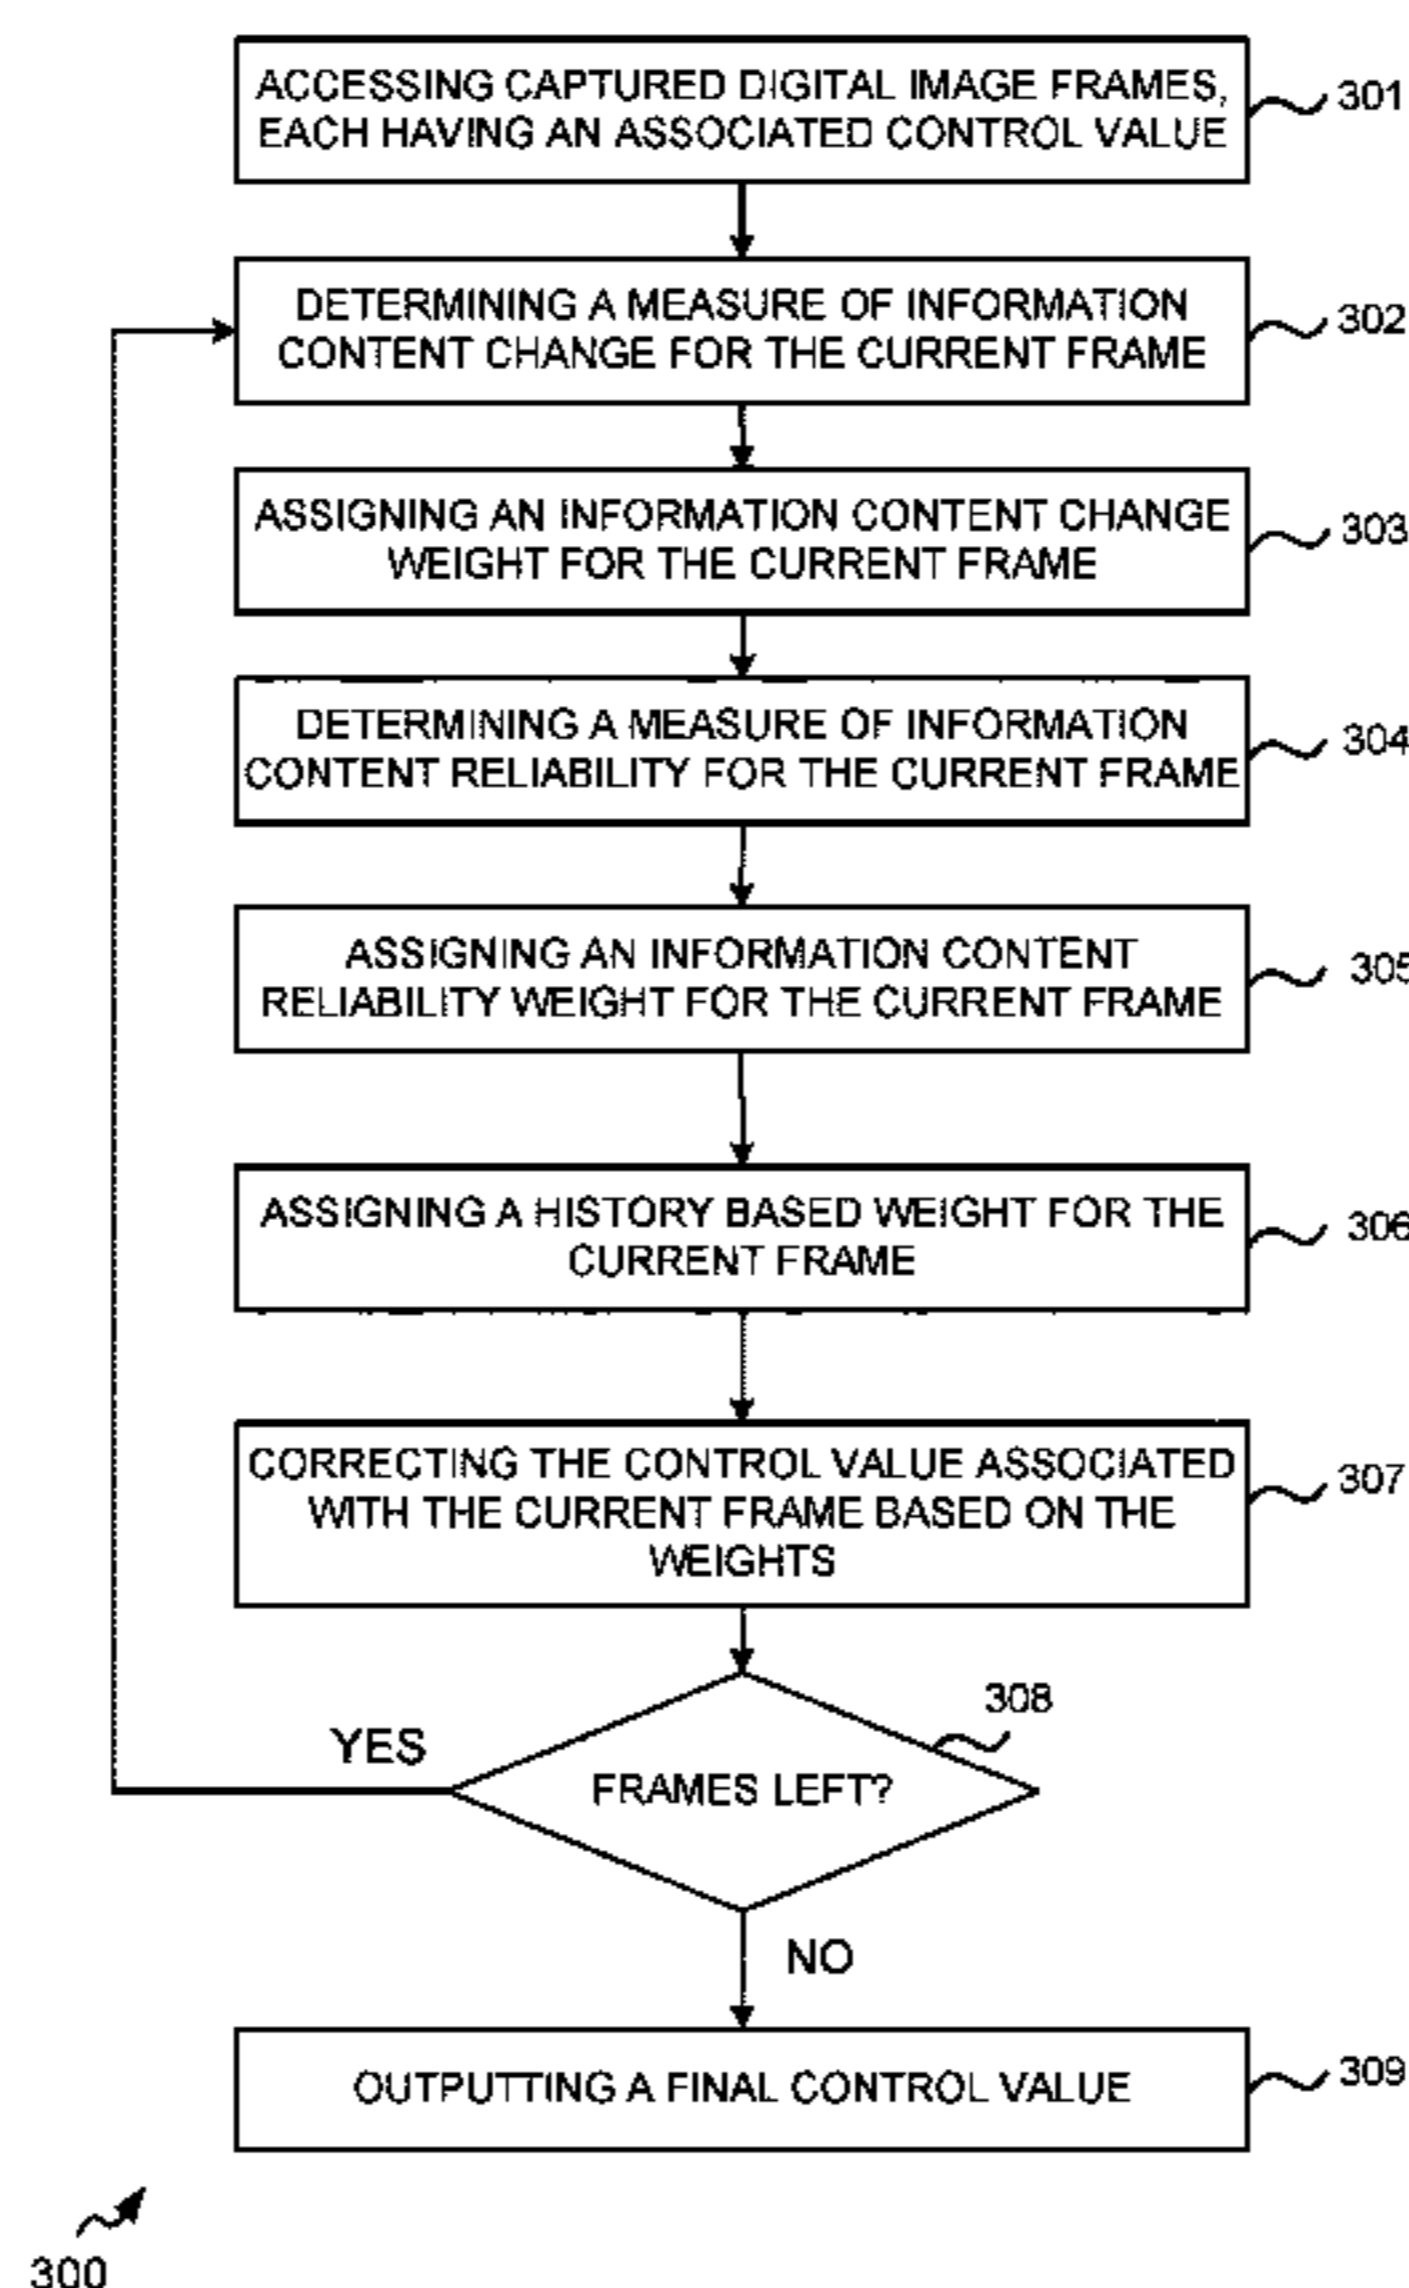 ACCESSING CAPTURED DIGITAL IMAGE FRAMES,
EACH HAVING AN ASSOCIATED CONTROL VALUE
301
DETERMINING A MEASURE OF INFORMATION
CONTENT CHANGE FOR THE CURRENT FRAME
302
ASSIGNING AN INFORMATION CONTENT CHANGE
WEIGHT FOR THE CURRENT FRAME
303
DETERMINING A MEASURE OF INFORMATION
CONTENT RELIABILITY FOR THE CURRENT FRAME
304
ASSIGNING AN INFORMATION CONTENT
RELIABILITY WEIGHT FOR THE CURRENT FRAME
305
ASSIGNING A HISTORY BASED WEIGHT FOR THE
CURRENT FRAME
306
CORRECTING THE CONTROL VALUE ASSOCIATED
WITH THE CURRENT FRAME BASED ON THE
WEIGHTS
307
308
YES
FRAMES LEFT?
NO
OUTPUTTING A FINAL CONTROL VALUE
309
300